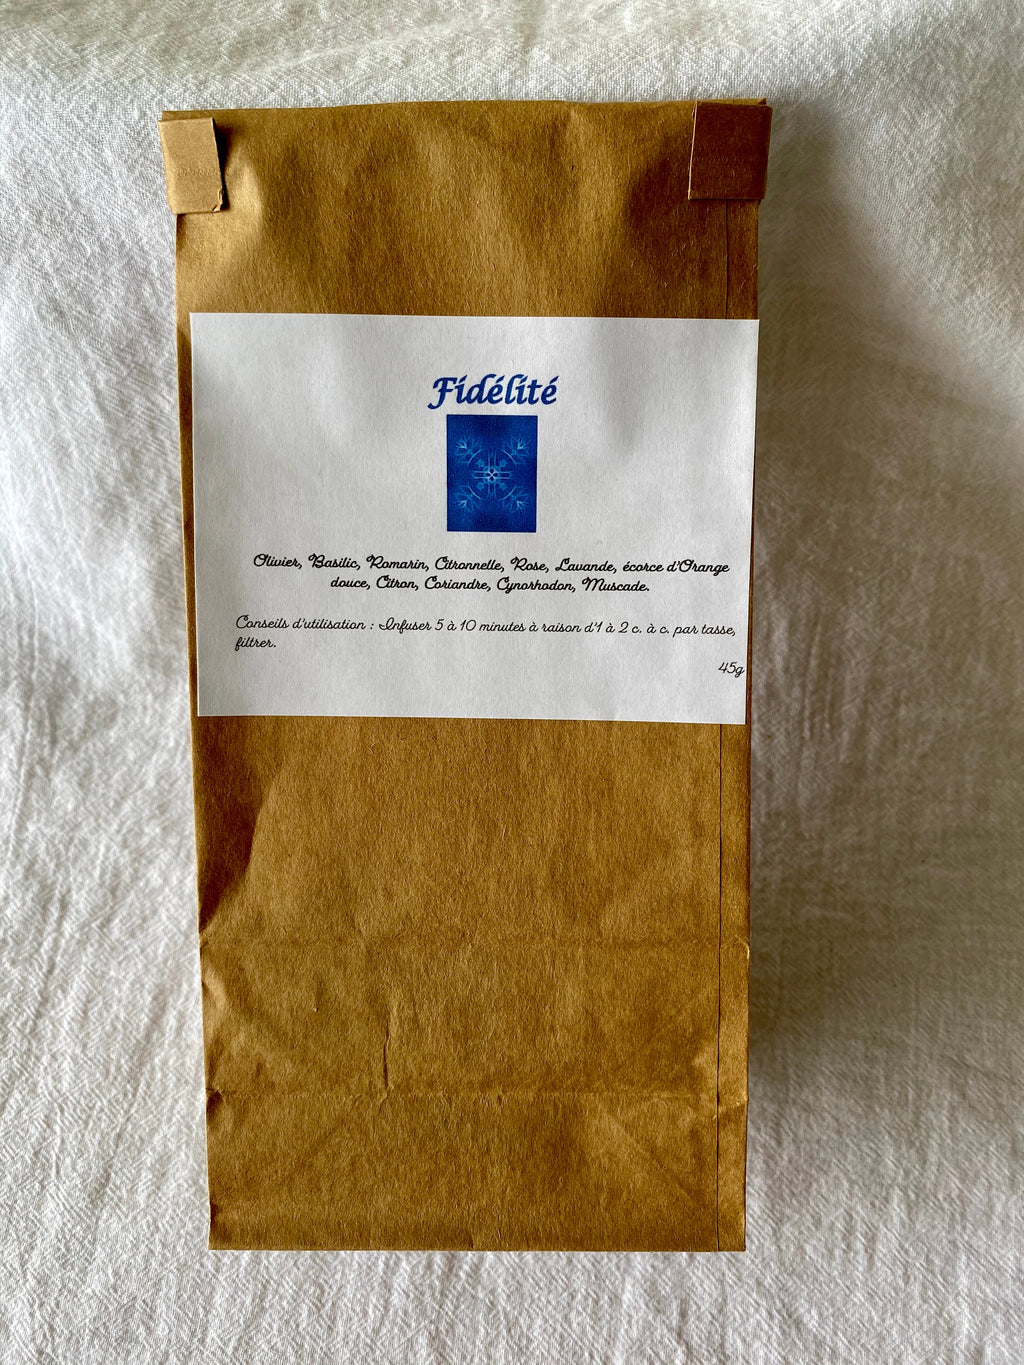 Fidélité
Olivier, Basilic, Romarin, Citronnelle, Rose, Lavande, écorce d'Orange
douce, Citron, Coriandre, Cynorhodon, Muscade.
Conseils d'utilisation : Infuser 5 à 10 minutes à raison d'1 à 2 c. à c. par tasse,
filtrer.
45g